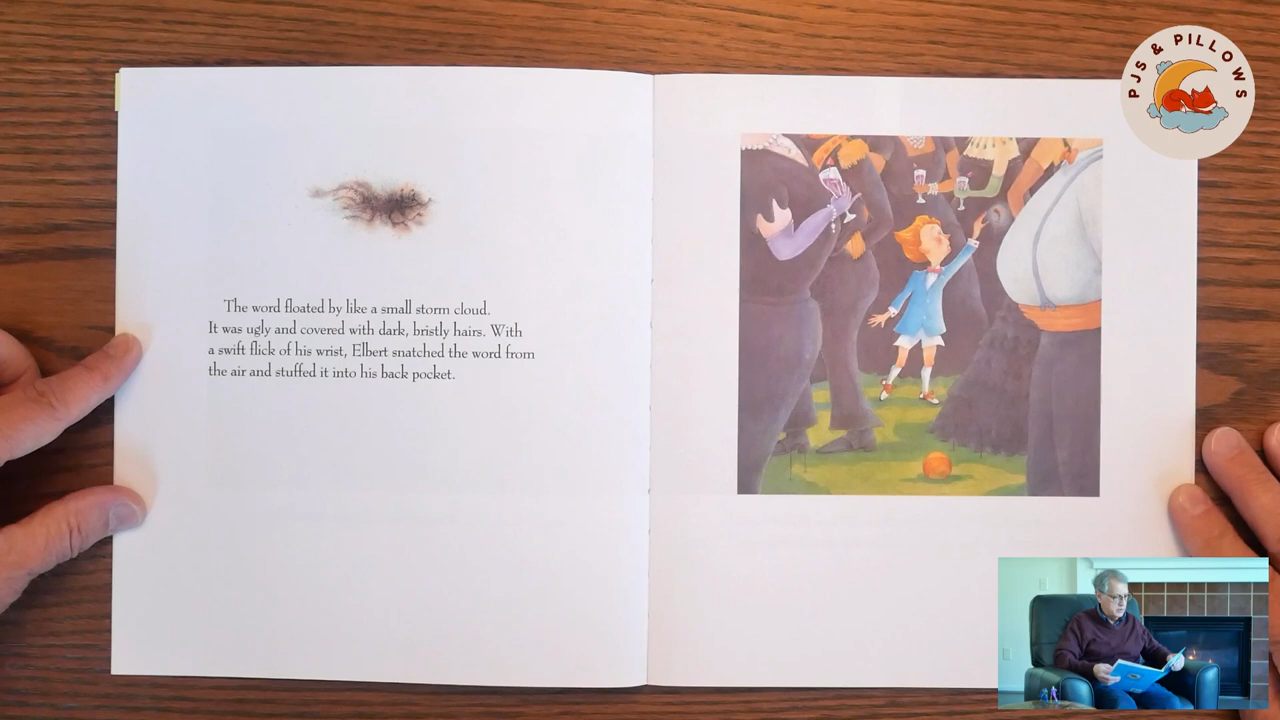 PJS & PILLOWS
The word floated by like a small storm cloud.
It was ugly and covered with dark, bristly hairs. With
a swift flick of his wrist, Elbert snatched the word from
the air and stuffed it into his back pocket.